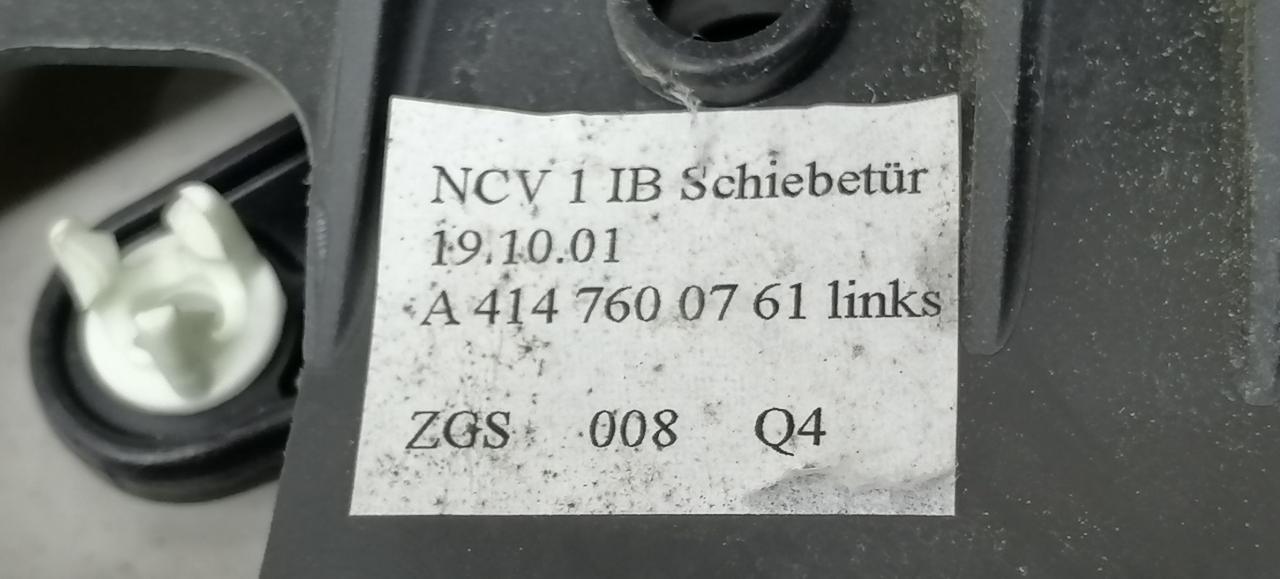 NCV 1 IB Schiebetür
19.10.01
A 414 760 07 61 links
ZGS 008 Q4